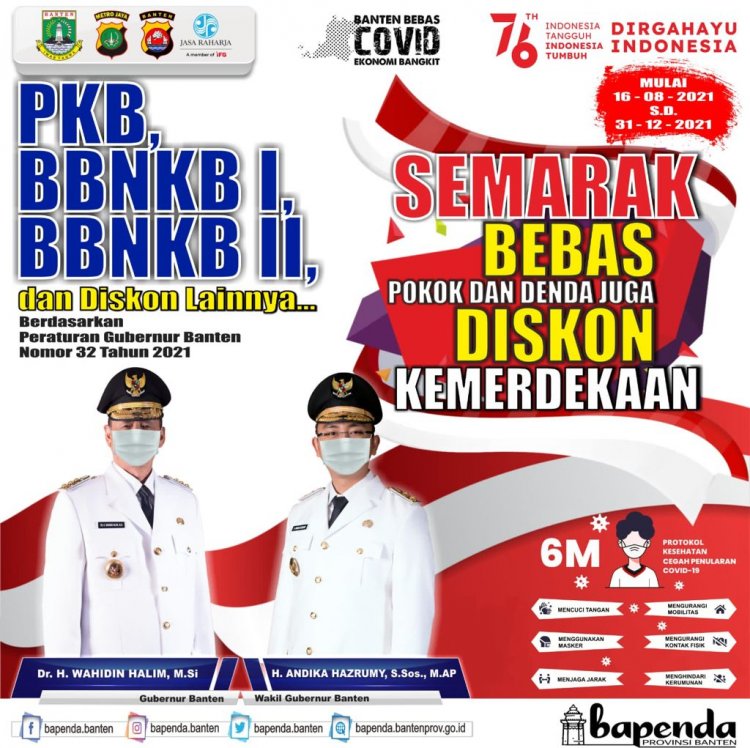 BANTEN
METRO JAYA
BANTEN
JASA RAHARJA
A member of IFG
BANTEN BEBAS
COVID
EKONOMI BANGKIT
76TH
INDONESIA
TANGGUH
INDONESIA
TUMBUH
DIRGAHAYU
INDONESIA
MULAI
16 - 08 - 2021
S.D.
31 - 12 - 2021
PKB,
BBNKB I,
BBNKB II,
dan Diskon Lainnya...
Berdasarkan
Peraturan Gubernur Banten
Nomor 32 Tahun 2021
SEMARAK
BEBAS
POKOK DAN DENDA JUGA
DISKON
KEMERDEKAAN
6M
PROTOKOL
KESEHATAN
CEGAH PENULARAN
COVID-19
MENCUCI TANGAN
MENGURANGI
MOBILITAS
MENGGUNAKAN
MASKER
MENGURANGI
KONTAK FISIK
MENJAGA JARAK
MENGHINDARI
KERUMUNAN
Dr. H. WAHIDIN HALIM, M.Si
H. ANDIKA HAZRUMY, S.Sos., M.AP
Gubernur Banten
Wakil Gubernur Banten
bapenda.banten
bapenda.banten
bapenda.banten
bapenda.bantenprov.go.id
bapenda
PROVINSI BANTEN